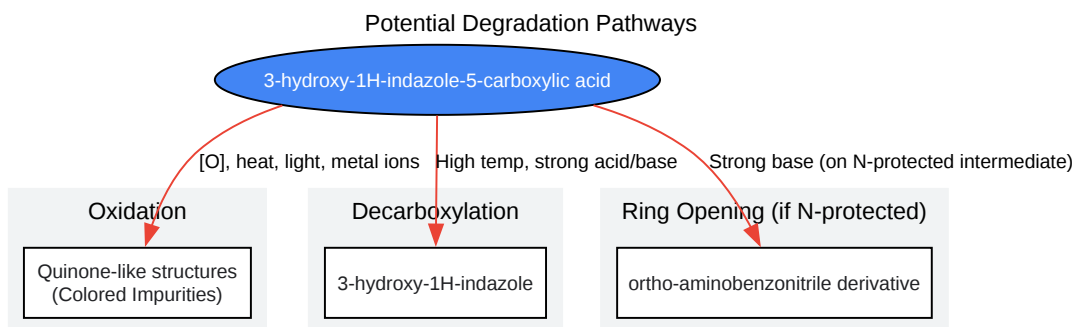 Potential Degradation Pathways
3-hydroxy-1H-indazole-5-carboxylic acid
[O], heat, light, metal ions
High temp, strong acid/base
Strong base (on N-protected intermediate)
Oxidation
Decarboxylation
Ring Opening (if N-protected)
Quinone-like structures
(Colored Impurities)
3-hydroxy-1H-indazole
ortho-aminobenzonitrile derivative